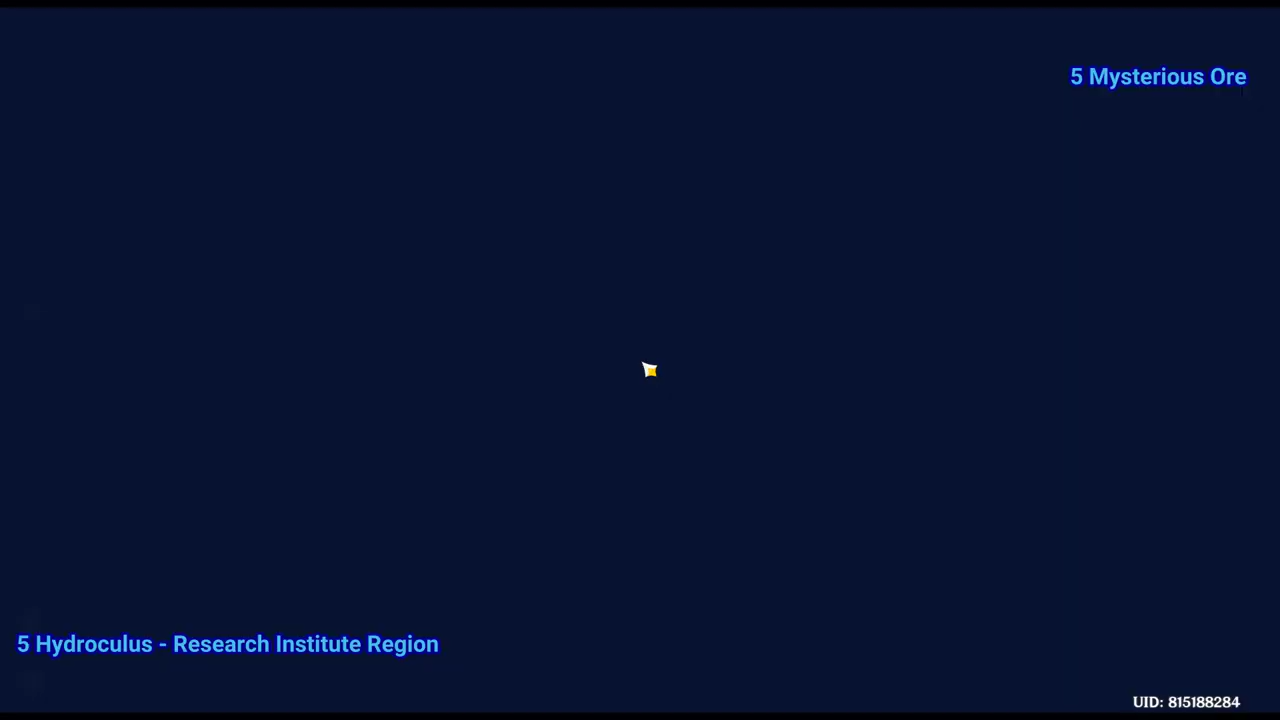 5 Mysterious Ore
5 Hydroculus - Research Institute Region
UID: 815188284